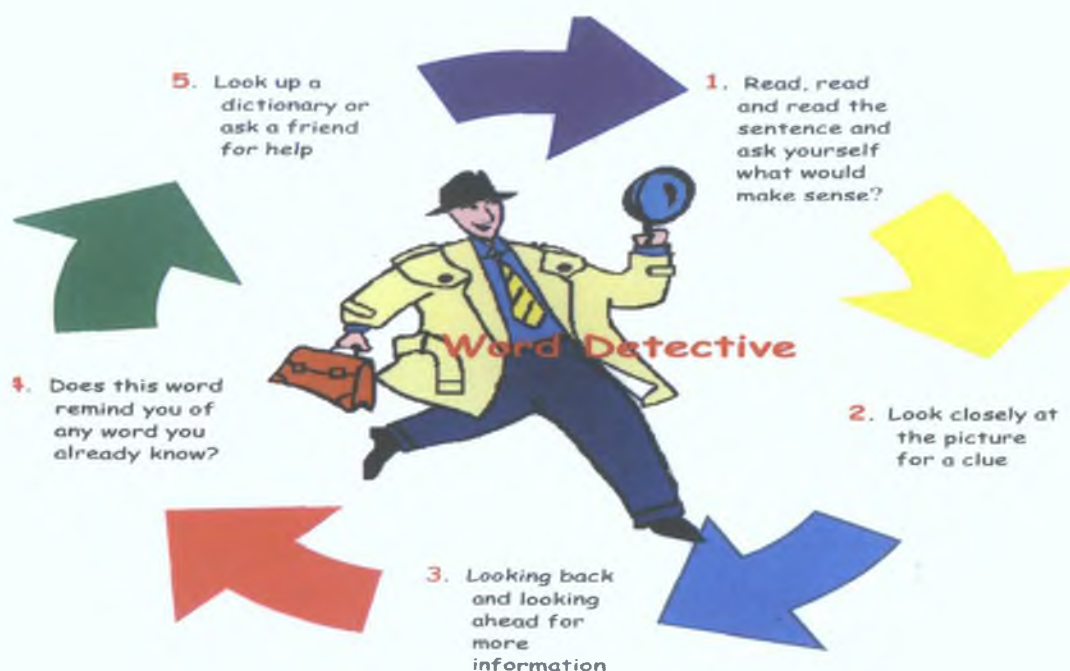 1. Read, read
and read the
sentence and
ask yourself
what would
make sense?
2. Look closely at
the picture
for a clue
3. Looking back
and looking
ahead for
more
information
4. Does this word
remind you of
any word you
already know?
5. Look up a
dictionary or
ask a friend
for help
Word Detective